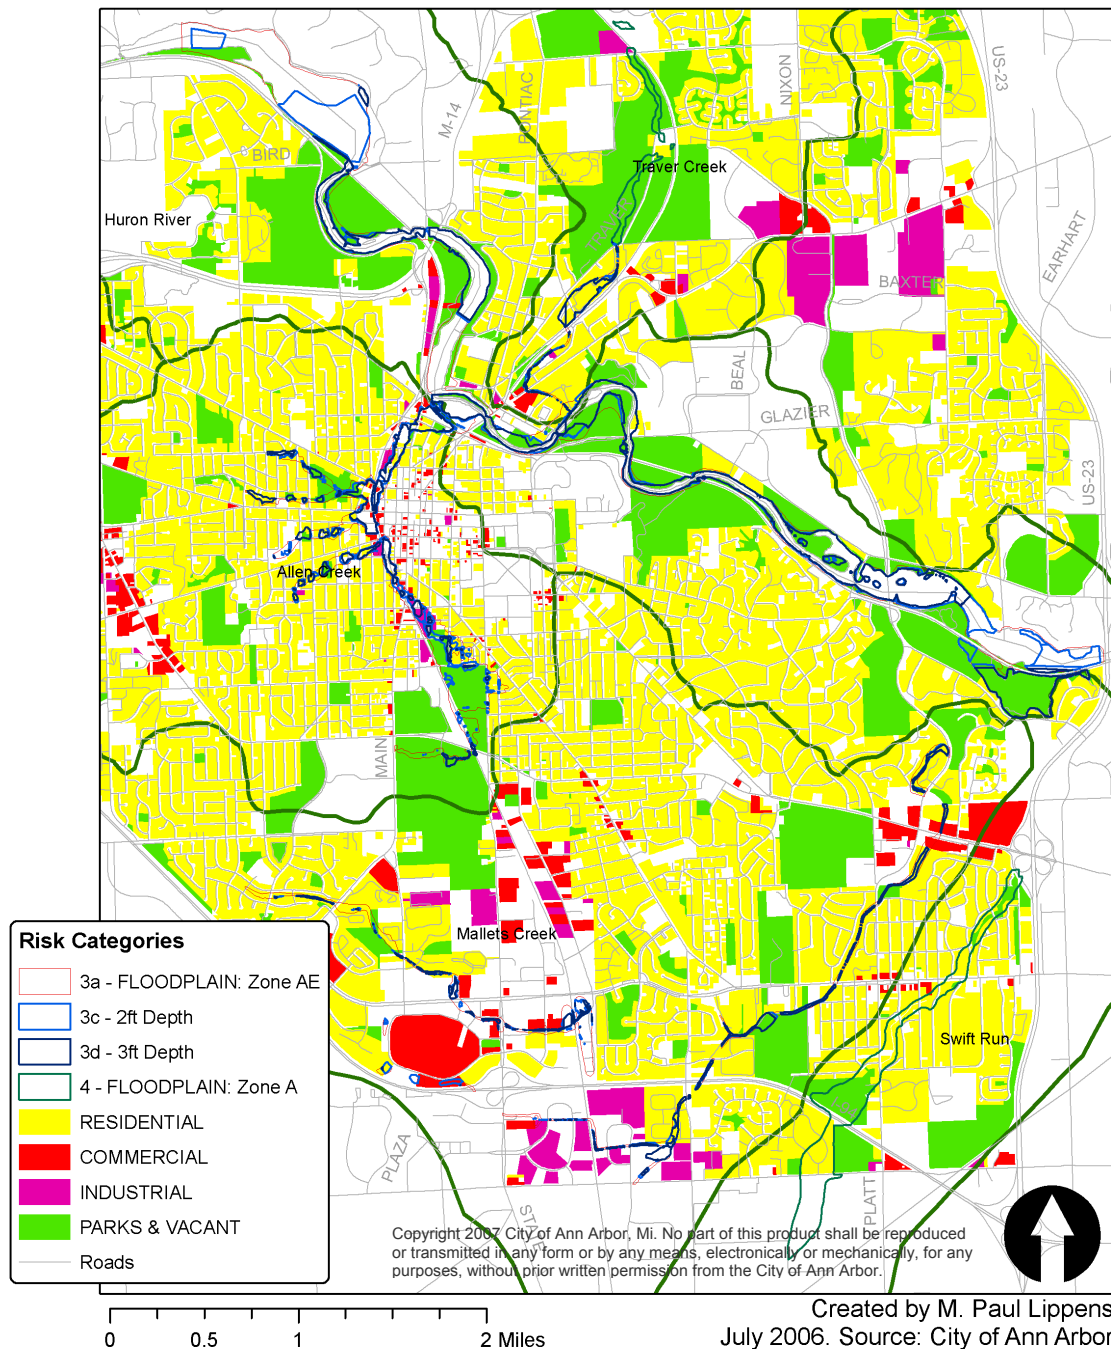 US-23
NIXON
PONTIAC
M-14
BIRD
Traver Creek
TRAVER
Huron River
EARHART
BAXTER
BEAL
GLAZIER
US-23
Allen Creek
MAIN
Mallets Creek
Swift Run
PLAZA
STATE
PLATT
Risk Categories
3a - FLOODPLAIN: Zone AE
3c - 2ft Depth
3d - 3ft Depth
4 - FLOODPLAIN: Zone A
RESIDENTIAL
COMMERCIAL
INDUSTRIAL
PARKS & VACANT
Roads
Copyright 2007 City of Ann Arbor, Mi. No part of this product shall be reproduced
or transmitted in any form or by any means, electronically or mechanically, for any
purposes, without prior written permission from the City of Ann Arbor.
0 0.5 1 2 Miles
Created by M. Paul Lippens
July 2006. Source: City of Ann Arbor